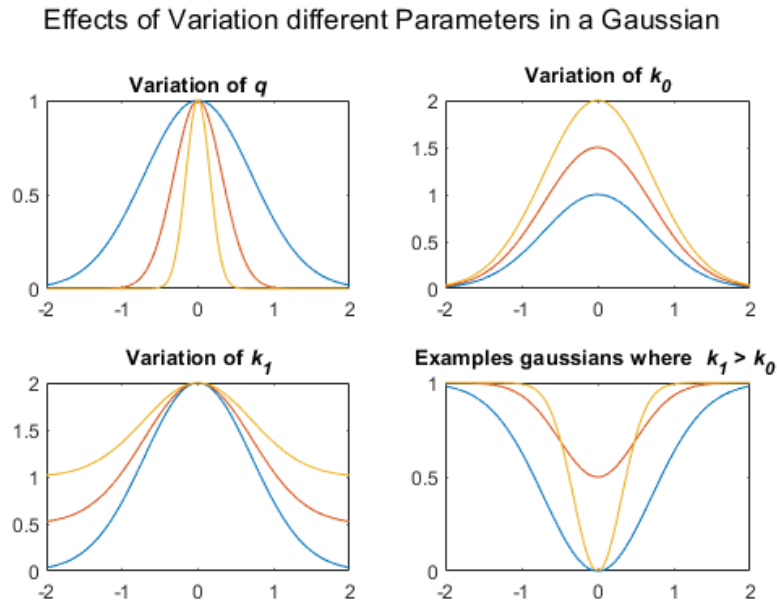 Effects of Variation different Parameters in a Gaussian
Variation of q
1
0.5
0
-2 -1 0 1 2
Variation of k0
2
1.5
1
0.5
0
-2 -1 0 1 2
Variation of k1
2
1.5
1
0.5
0
-2 -1 0 1 2
Examples gaussians where k1 > k0
1
0.5
0
-2 -1 0 1 2